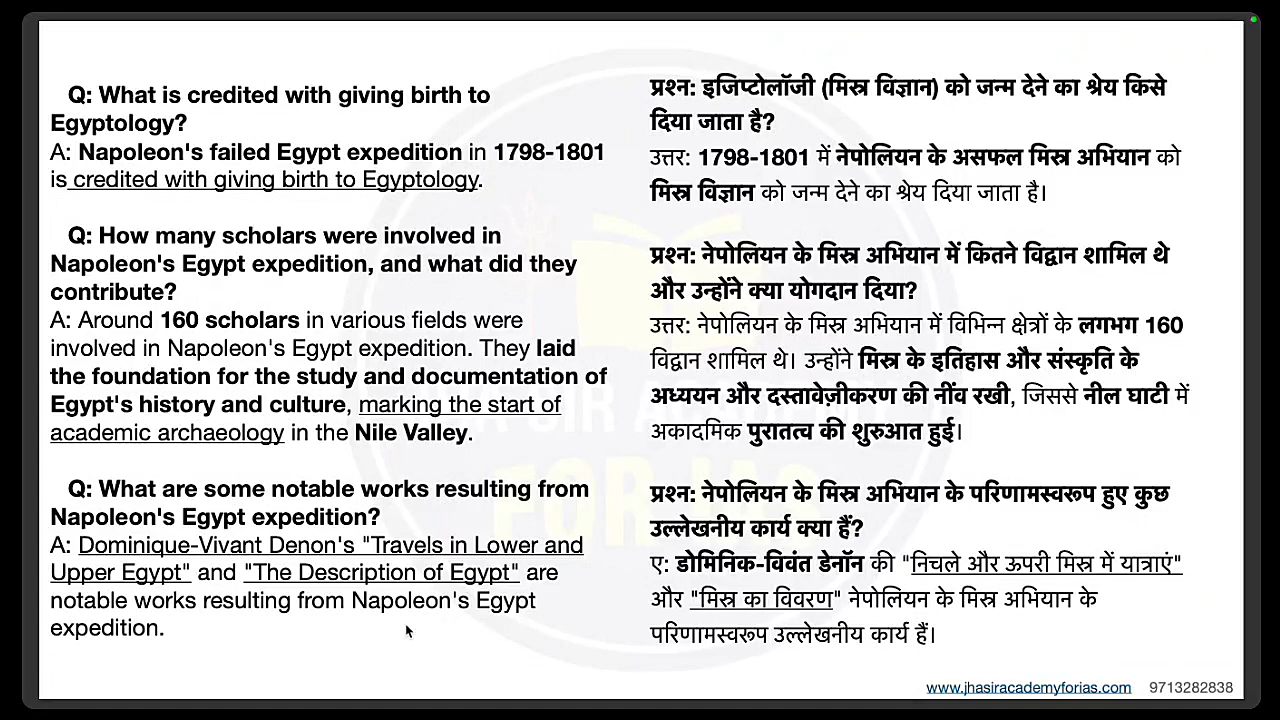 Q: What is credited with giving birth to
Egyptology?
A: Napoleon's failed Egypt expedition in 1798-1801
is credited with giving birth to Egyptology.
Q: How many scholars were involved in
Napoleon's Egypt expedition, and what did they
contribute?
A: Around 160 scholars in various fields were
involved in Napoleon's Egypt expedition. They laid
the foundation for the study and documentation of
Egypt's history and culture, marking the start of
academic archaeology in the Nile Valley.
Q: What are some notable works resulting from
Napoleon's Egypt expedition?
A: Dominique-Vivant Denon's "Travels in Lower and
Upper Egypt" and "The Description of Egypt" are
notable works resulting from Napoleon's Egypt
expedition.
प्रश्न: इजिप्टोलॉजी (मिस्र विज्ञान) को जन्म देने का श्रेय किसे
दिया जाता है?
उत्तर: 1798-1801 में नेपोलियन के असफल मिस्र अभियान को
मिस्र विज्ञान को जन्म देने का श्रेय दिया जाता है।
प्रश्न: नेपोलियन के मिस्र अभियान में कितने विद्वान शामिल थे
और उन्होंने क्या योगदान दिया?
उत्तर: नेपोलियन के मिस्र अभियान में विभिन्न क्षेत्रों के लगभग 160
विद्वान शामिल थे। उन्होंने मिस्र के इतिहास और संस्कृति के
अध्ययन और दस्तावेज़ीकरण की नींव रखी, जिससे नील घाटी में
अकादमिक पुरातत्व की शुरुआत हुई।
प्रश्न: नेपोलियन के मिस्र अभियान के परिणामस्वरूप हुए कुछ
उल्लेखनीय कार्य क्या हैं?
ए: डोमिनिक-विवंत डेनॉन की "निचले और ऊपरी मिस्र में यात्राएं"
और "मिस्र का विवरण" नेपोलियन के मिस्र अभियान के
परिणामस्वरूप उल्लेखनीय कार्य हैं।
www.jhasiracademyforias.com 9713282838